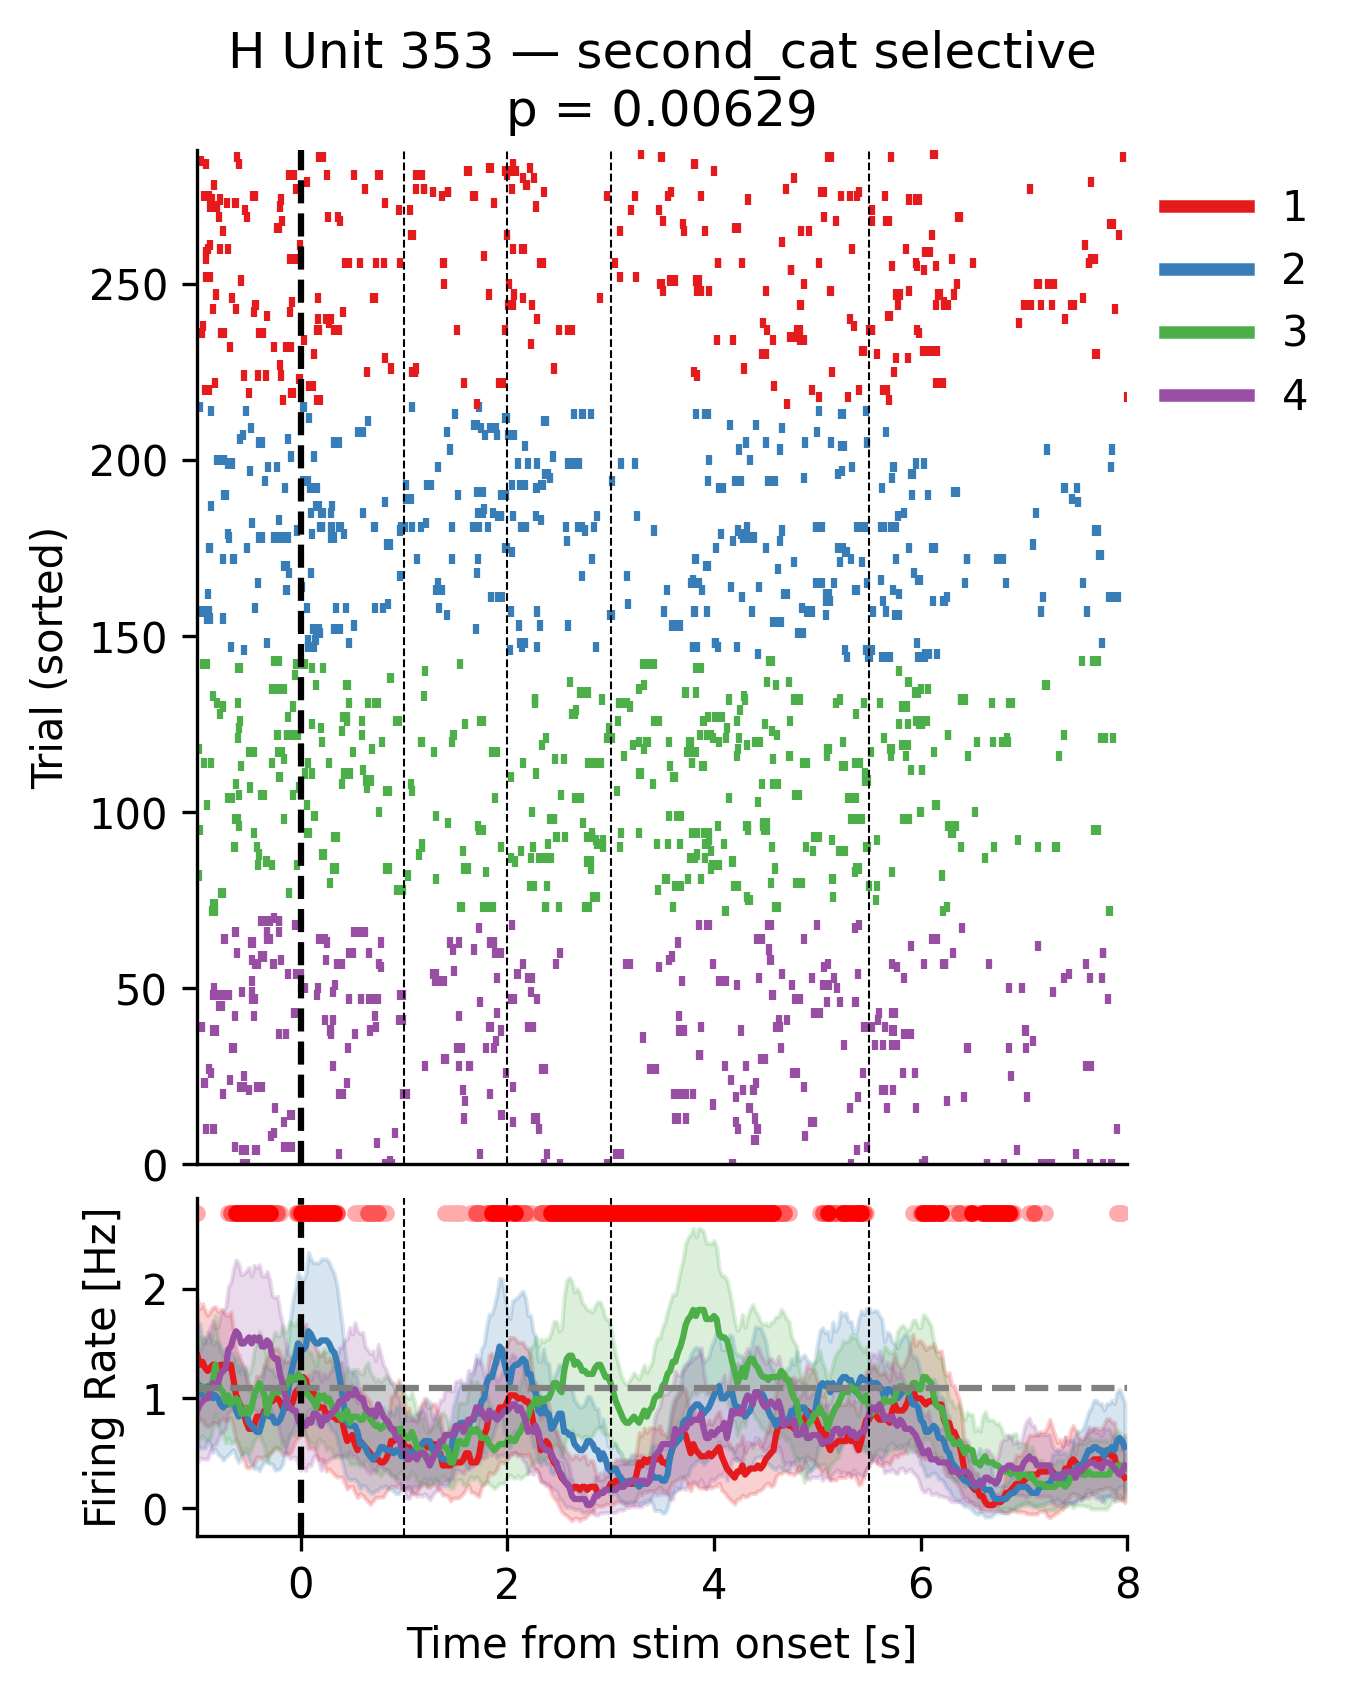 H Unit 353 — second_cat selective
p = 0.00629
1
2
3
4
Trial (sorted)
250
200
150
100
50
0
Firing Rate [Hz]
2
1
0
0 2 4 6 8
Time from stim onset [s]